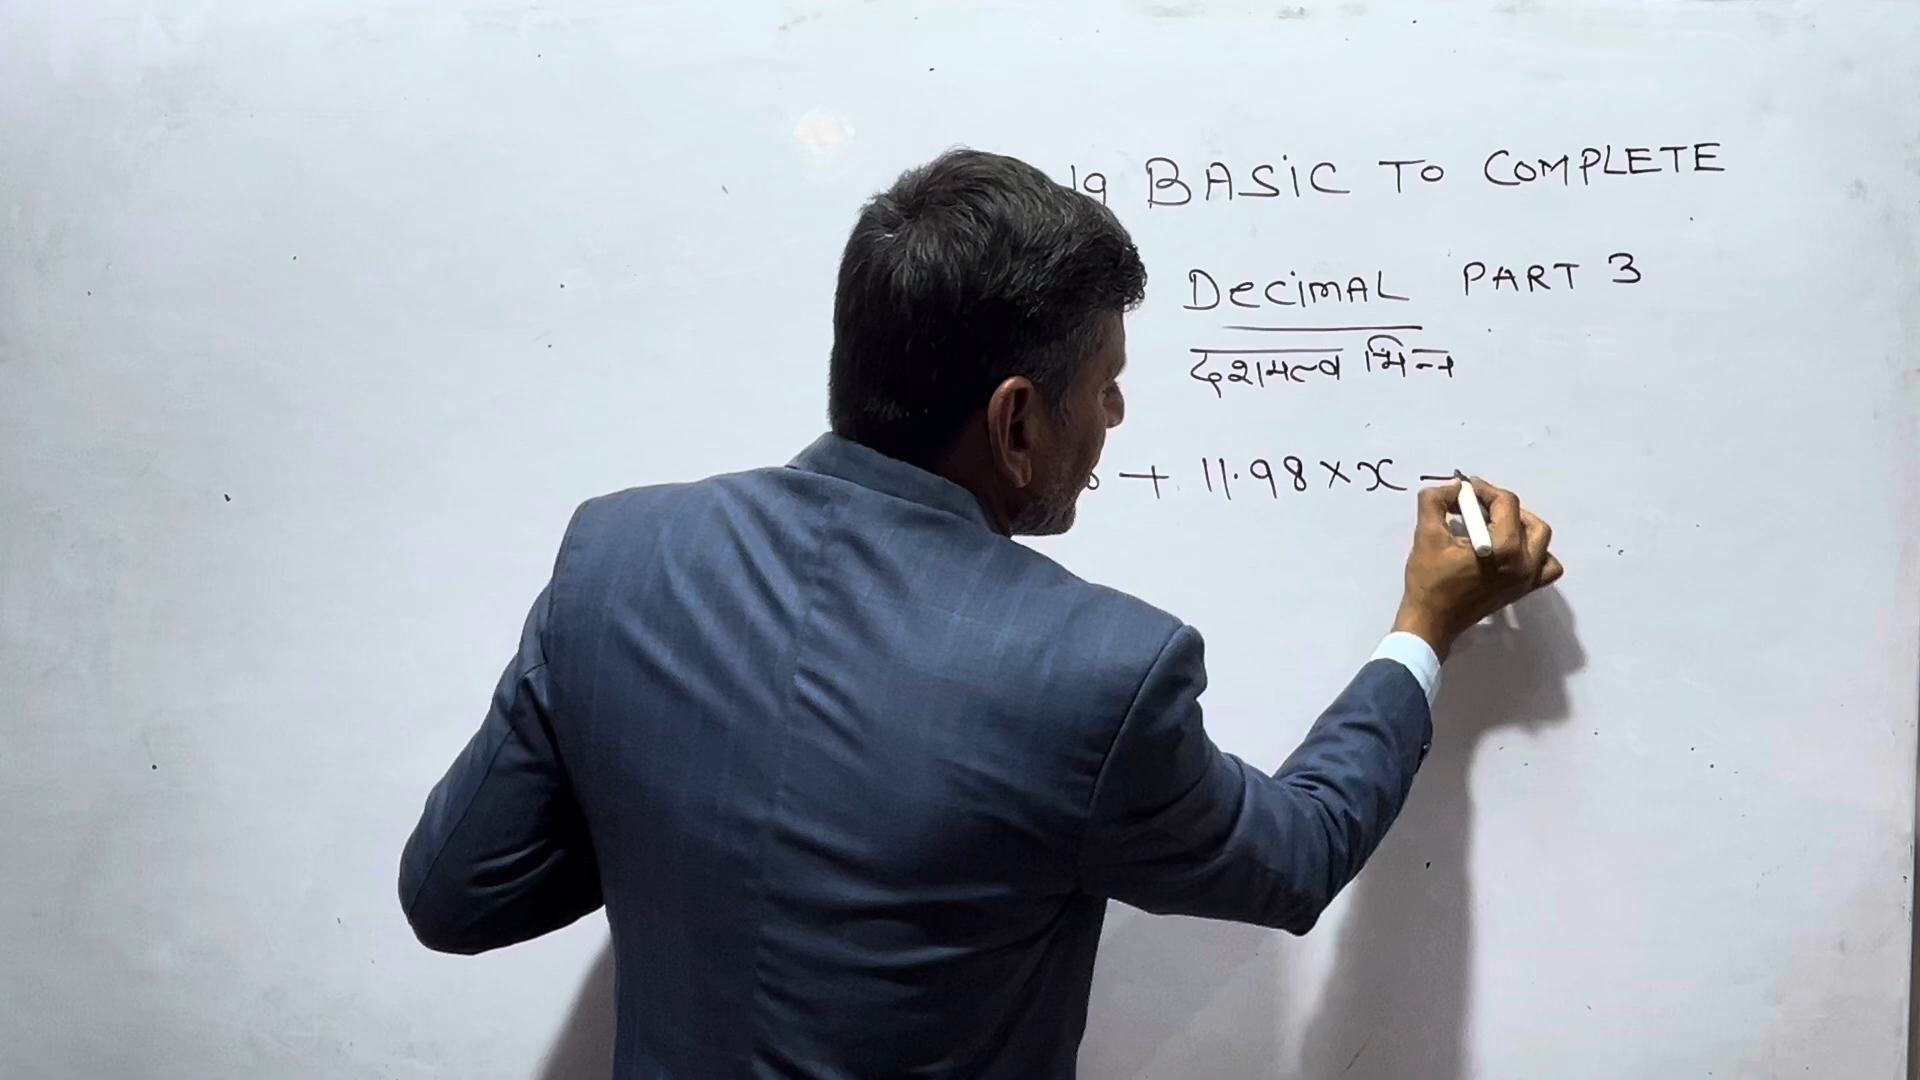 19 BASIC TO COMPLETE
DECIMAL PART 3
दशमलव भिन्न
+ 11.98 × x